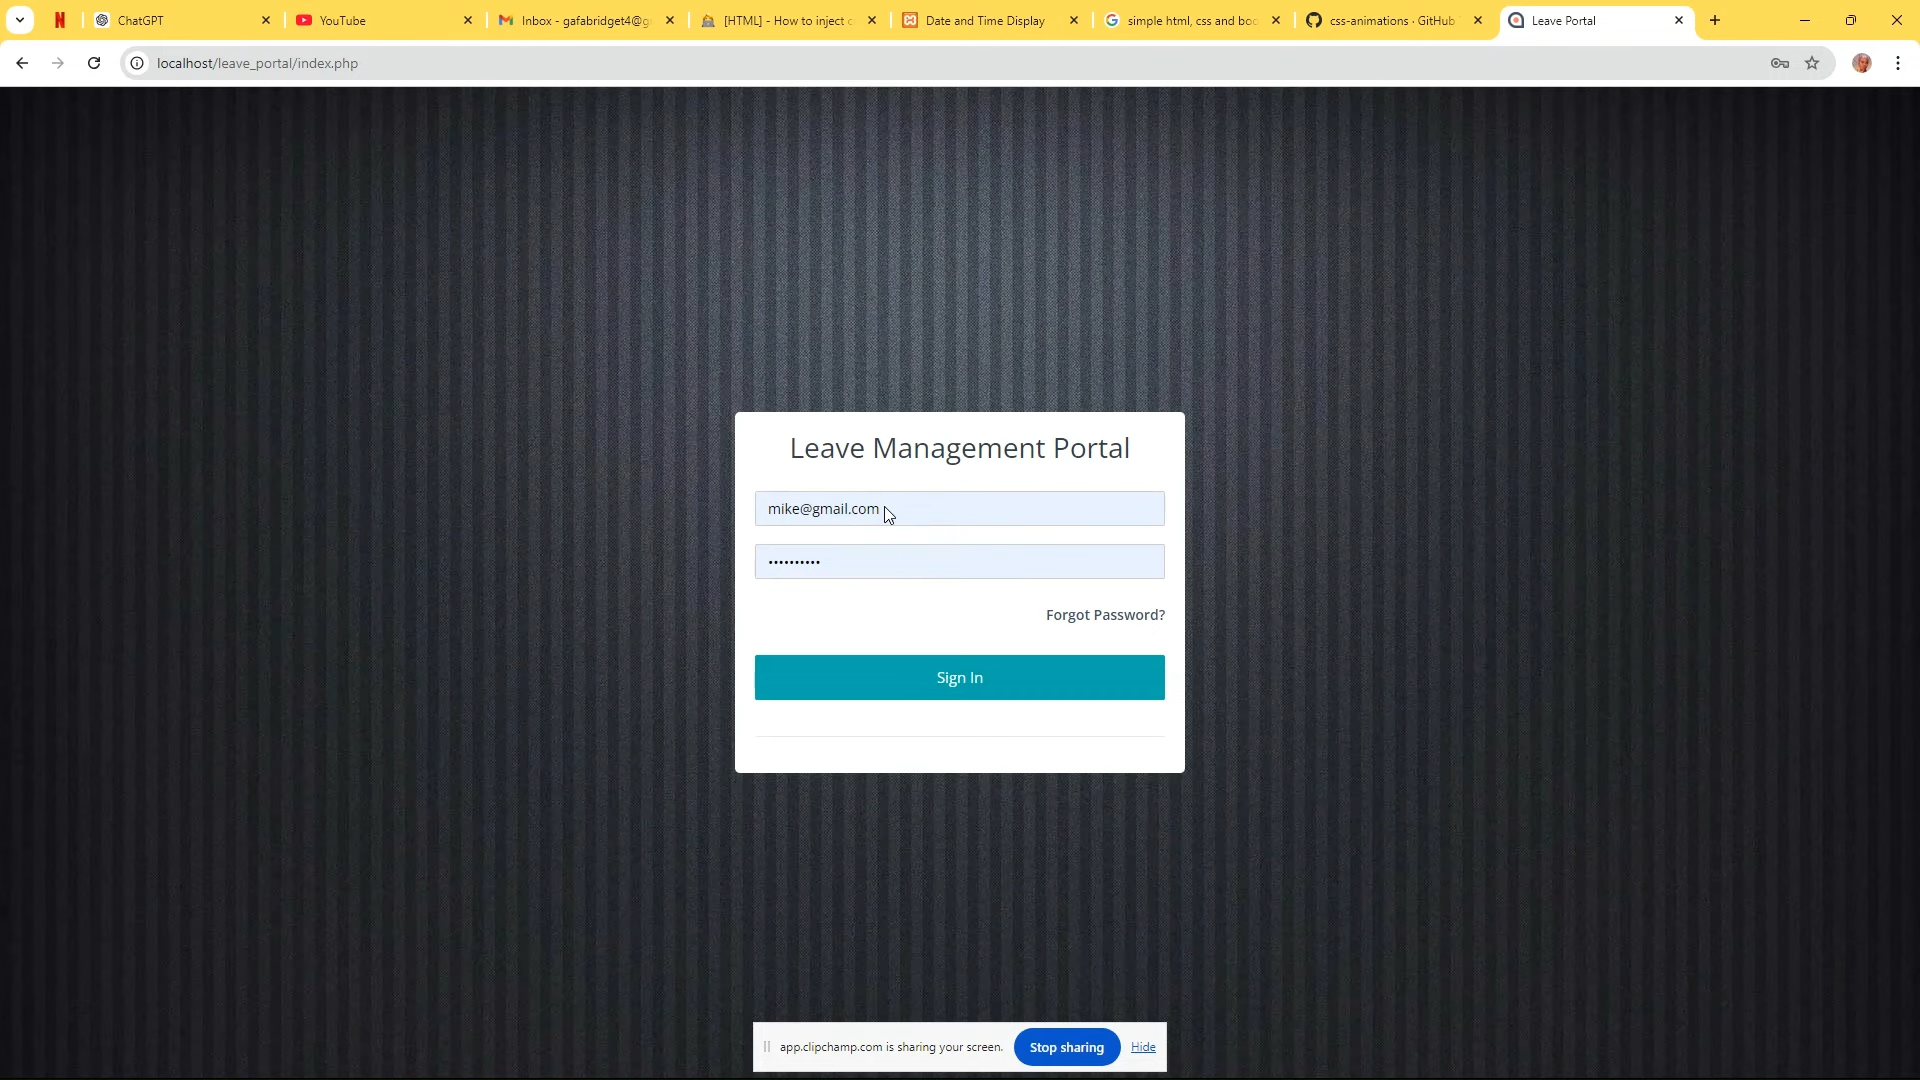 ChatGPT
YouTube
Inbox - gafabridget4@g
[HTML] - How to inject c
Date and Time Display
simple html, css and boo
css-animations · GitHub
Leave Portal
localhost/leave_portal/index.php
Leave Management Portal
mike@gmail.com
••••••••••
Forgot Password?
Sign In
app.clipchamp.com is sharing your screen.
Stop sharing
Hide